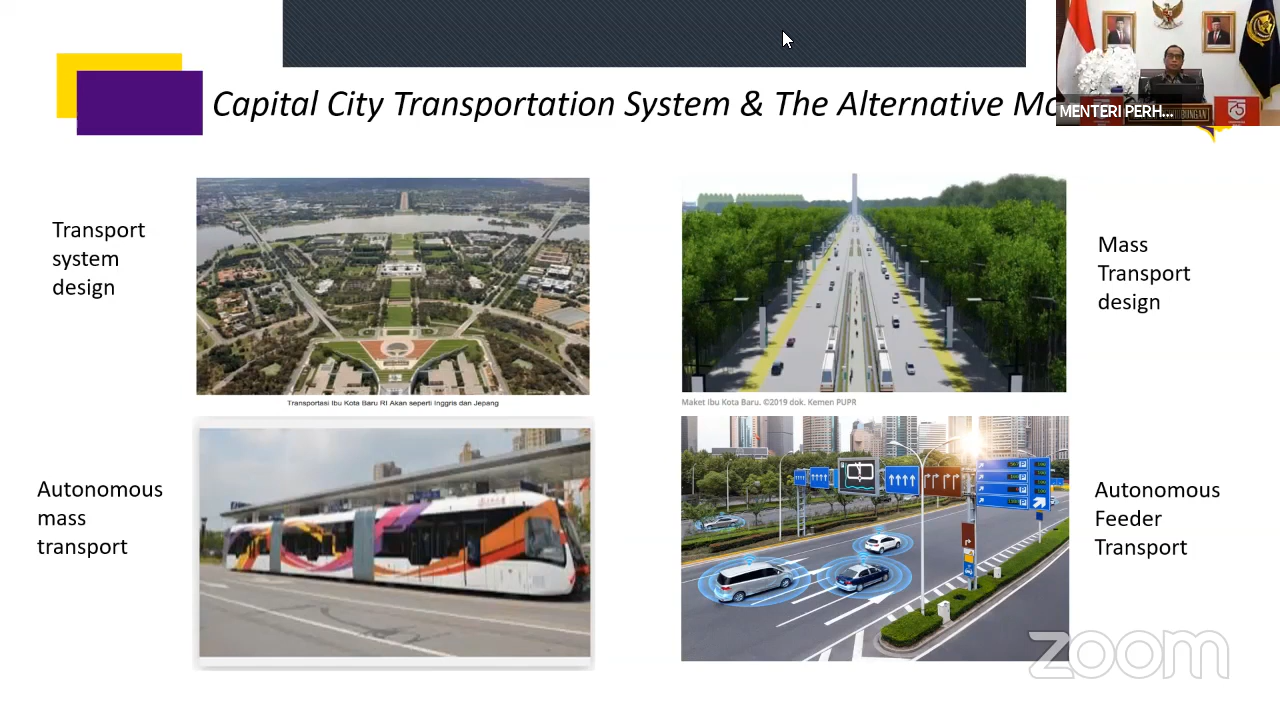 Capital City Transportation System & The Alternative Mo
MENTERI PERH...
75
Transport
system
design
Transportasi Ibu Kota Baru RI Akan seperti Inggris dan Jepang
Mass
Transport
design
Maket Ibu Kota Baru. ©2019 dok. Kemen PUPR
Autonomous
mass
transport
Autonomous
Feeder
Transport
zoom